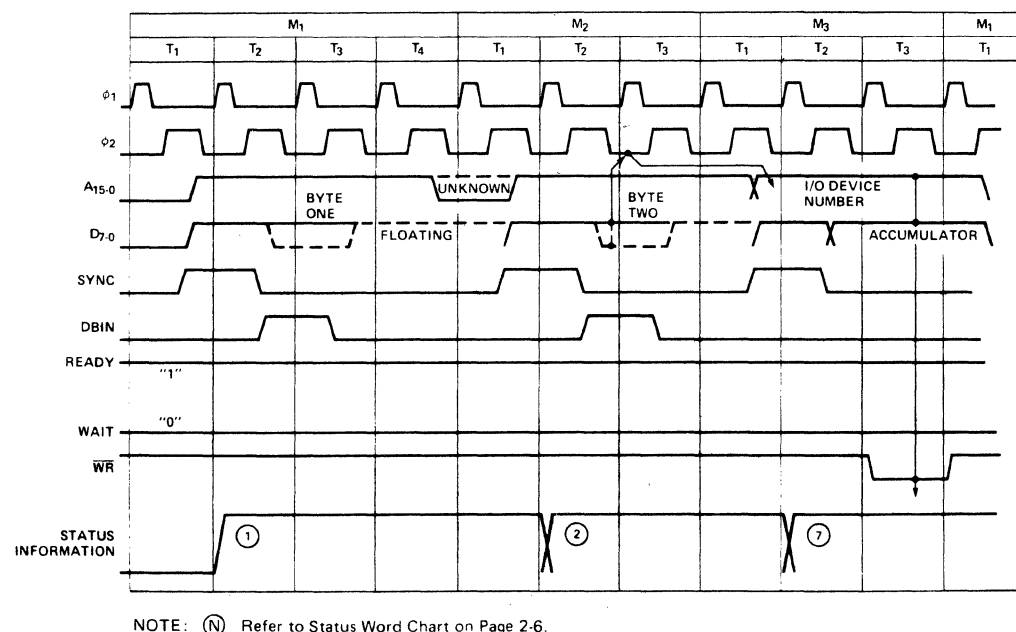 M1 M2 M3 M1
T1 T2 T3 T4 T1 T2 T3 T1 T2 T3 T1
ϕ1
ϕ2
A15-0 UNKNOWN I/O DEVICE
BYTE BYTE NUMBER
ONE TWO
D7-0 FLOATING ACCUMULATOR
SYNC
DBIN
READY
"1"
"0"
WAIT
W̅R̅
STATUS ① ② ⑦
INFORMATION
NOTE: Ⓝ Refer to Status Word Chart on Page 2-6.